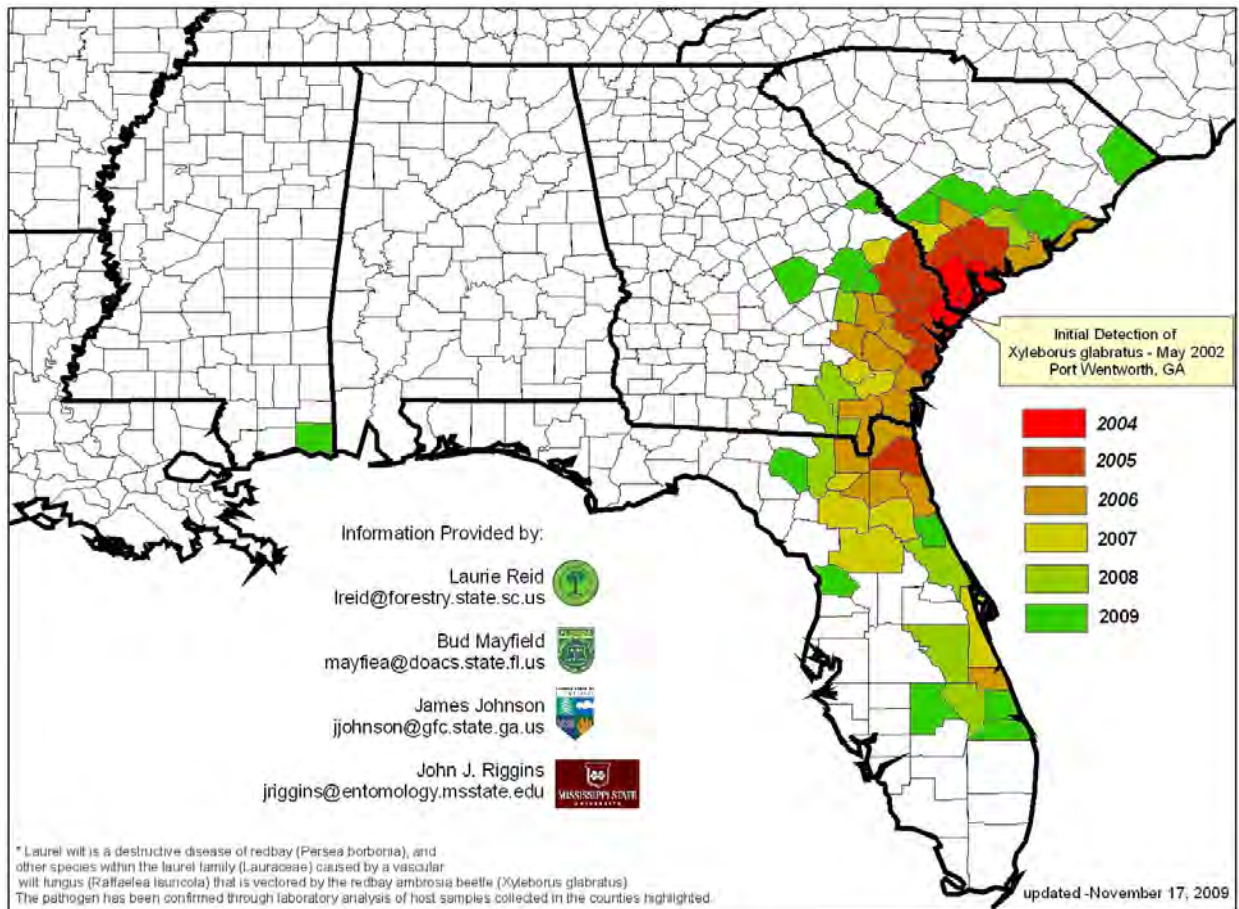 Initial Detection of
Xyleborus glabratus - May 2002
Port Wentworth, GA
2004
2005
2006
2007
2008
2009
Information Provided by:
Laurie Reid
lreid@forestry.state.sc.us
Bud Mayfield
mayfiea@doacs.state.fl.us
James Johnson
jjohnson@gfc.state.ga.us
John J. Riggins
jriggins@entomology.msstate.edu
MISSISSIPPI STATE
UNIVERSITY
* Laurel wilt is a destructive disease of redbay (Persea borbonia), and
other species within the laurel family (Lauraceae) caused by a vascular
wilt fungus (Raffaelea lauricola) that is vectored by the redbay ambrosia beetle (Xyleborus glabratus)
The pathogen has been confirmed through laboratory analysis of host samples collected in the counties highlighted.
updated -November 17, 2009